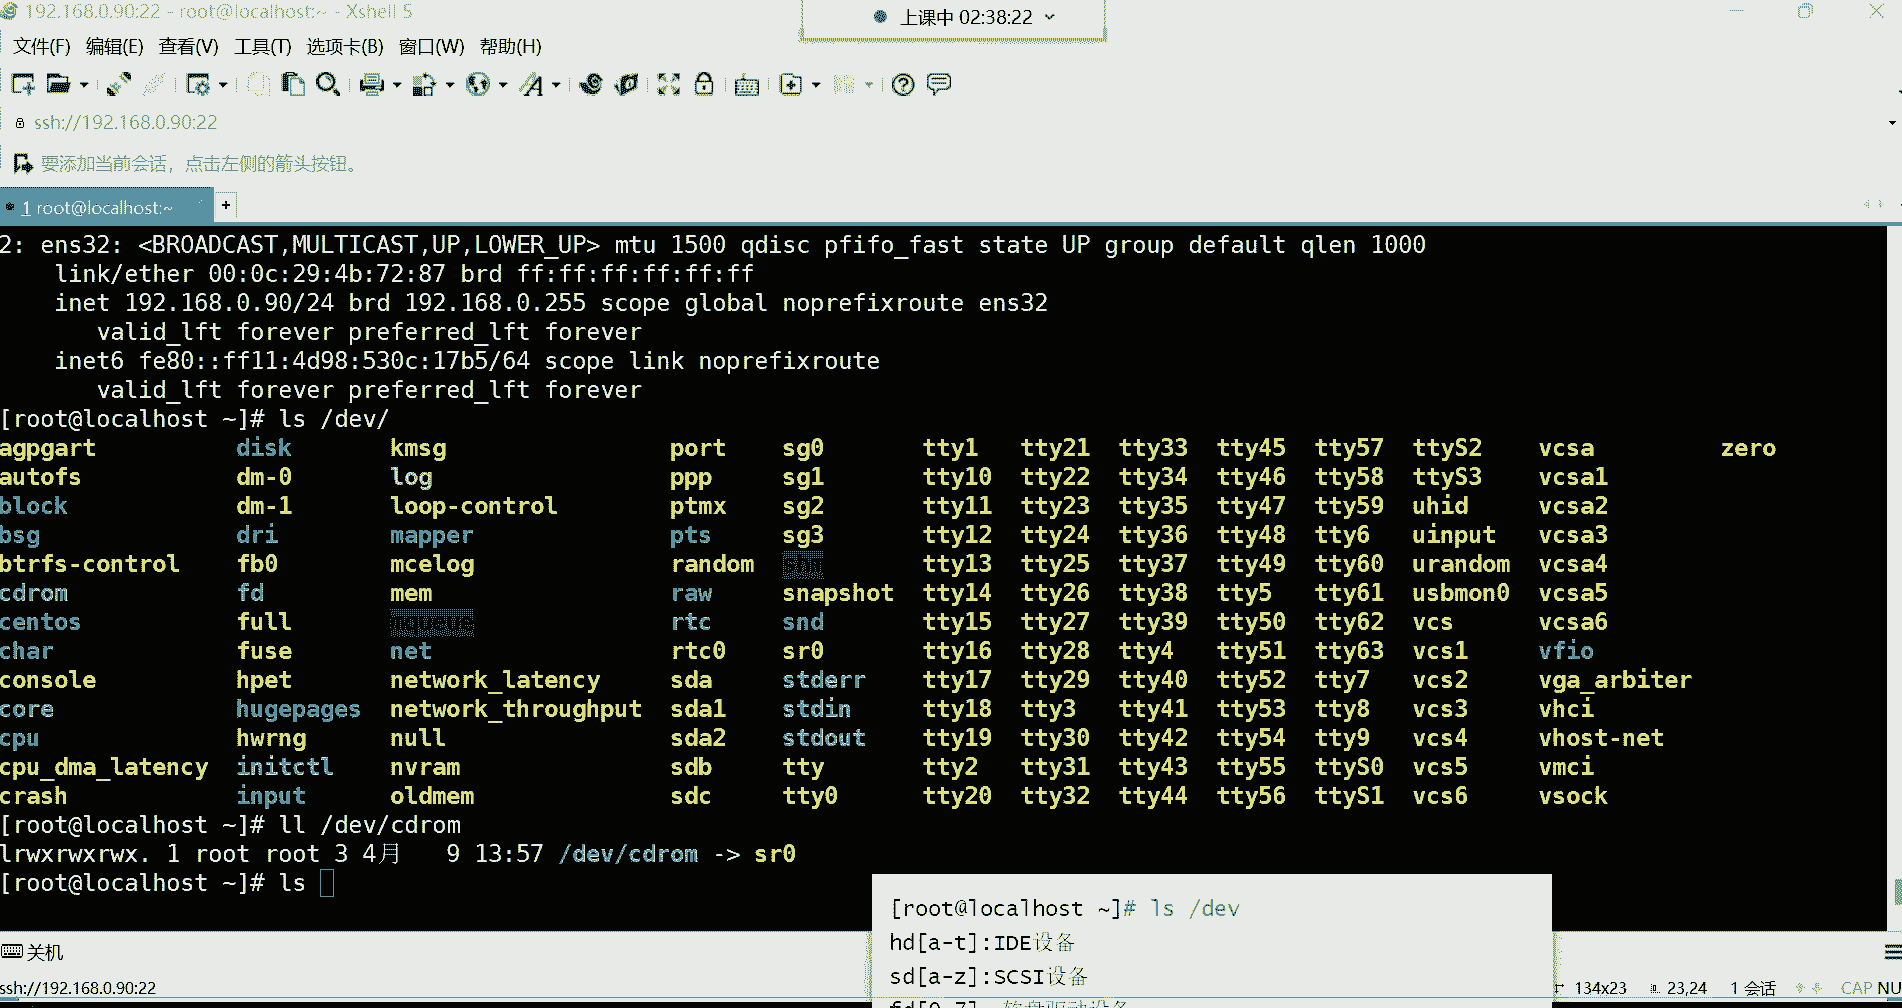 192.168.0.90:22 - root@localhost:~ - Xshell 5
上课中 02:38:22
文件(F) 编辑(E) 查看(V) 工具(T) 选项卡(B) 窗口(W) 帮助(H)
ssh://192.168.0.90:22
要添加当前会话，点击左侧的箭头按钮。
1 root@localhost:~ +
2: ens32: <BROADCAST,MULTICAST,UP,LOWER_UP> mtu 1500 qdisc pfifo_fast state UP group default qlen 1000
link/ether 00:0c:29:4b:72:87 brd ff:ff:ff:ff:ff:ff
inet 192.168.0.90/24 brd 192.168.0.255 scope global noprefixroute ens32
valid_lft forever preferred_lft forever
inet6 fe80::ff11:4d98:530c:17b5/64 scope link noprefixroute
valid_lft forever preferred_lft forever
[root@localhost ~]# ls /dev/
agpgart disk kmsg port sg0 tty1 tty21 tty33 tty45 tty57 ttyS2 vcsa zero
autofs dm-0 log ppp sg1 tty10 tty22 tty34 tty46 tty58 ttyS3 vcsa1
block dm-1 loop-control ptmx sg2 tty11 tty23 tty35 tty47 tty59 uhid vcsa2
bsg dri mapper pts sg3 tty12 tty24 tty36 tty48 tty6 uinput vcsa3
btrfs-control fb0 mcelog random shm tty13 tty25 tty37 tty49 tty60 urandom vcsa4
cdrom fd mem raw snapshot tty14 tty26 tty38 tty5 tty61 usbmon0 vcsa5
centos full mqueue rtc snd tty15 tty27 tty39 tty50 tty62 vcs vcsa6
char fuse net rtc0 sr0 tty16 tty28 tty4 tty51 tty63 vcs1 vfio
console hpet network_latency sda stderr tty17 tty29 tty40 tty52 tty7 vcs2 vga_arbiter
core hugepages network_throughput sda1 stdin tty18 tty3 tty41 tty53 tty8 vcs3 vhci
cpu hwrng null sda2 stdout tty19 tty30 tty42 tty54 tty9 vcs4 vhost-net
cpu_dma_latency initctl nvram sdb tty tty2 tty31 tty43 tty55 ttyS0 vcs5 vmci
crash input oldmem sdc tty0 tty20 tty32 tty44 tty56 ttyS1 vcs6 vsock
[root@localhost ~]# ll /dev/cdrom
lrwxrwxrwx. 1 root root 3 4月 9 13:57 /dev/cdrom -> sr0
[root@localhost ~]# ls
[root@localhost ~]# ls /dev
hd[a-t]:IDE设备
sd[a-z]:SCSI设备
关机
ssh://192.168.0.90:22
134x23 23,24 1 会话 CAP NU